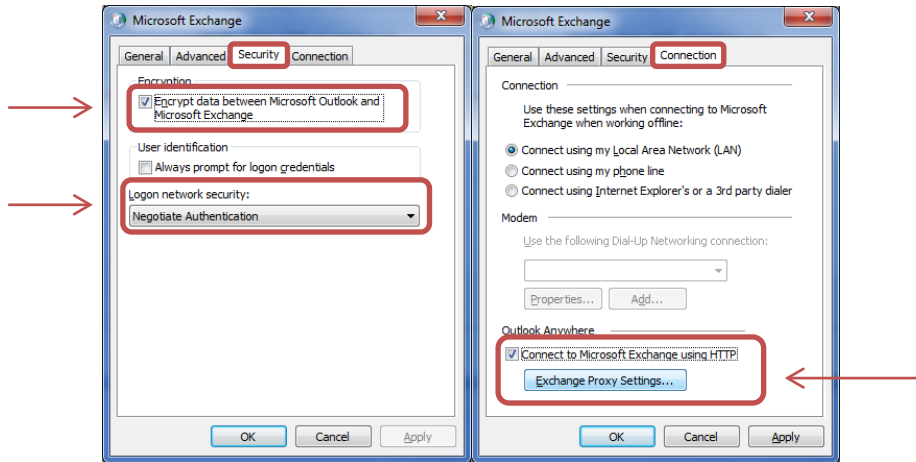 Microsoft Exchange
General Advanced Security Connection
Encryption
Encrypt data between Microsoft Outlook and
Microsoft Exchange
User identification
Always prompt for logon credentials
Logon network security:
Negotiate Authentication
OK Cancel Apply
Microsoft Exchange
General Advanced Security Connection
Connection
Use these settings when connecting to Microsoft
Exchange when working offline:
Connect using my Local Area Network (LAN)
Connect using my phone line
Connect using Internet Explorer's or a 3rd party dialer
Modem
Use the following Dial-Up Networking connection:
Properties... Add...
Outlook Anywhere
Connect to Microsoft Exchange using HTTP
Exchange Proxy Settings...
OK Cancel Apply